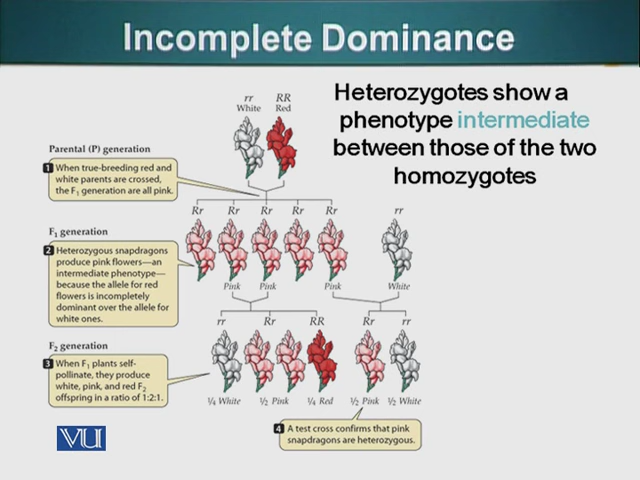 Incomplete Dominance
Heterozygotes show a
phenotype intermediate
between those of the two
homozygotes
rr RR
White Red
Parental (P) generation
1 When true-breeding red and
white parents are crossed,
the F1 generation are all pink.
Rr Rr Rr Rr Rr rr
F1 generation
2 Heterozygous snapdragons
produce pink flowers—an
intermediate phenotype—
because the allele for red
flowers is incompletely
dominant over the allele for
white ones.
Pink Pink Pink White
rr Rr RR Rr rr
F2 generation
3 When F1 plants self-
pollinate, they produce
white, pink, and red F2
offspring in a ratio of 1:2:1.
1/4 White 1/2 Pink 1/4 Red 1/2 Pink 1/2 White
4 A test cross confirms that pink
snapdragons are heterozygous.
VU